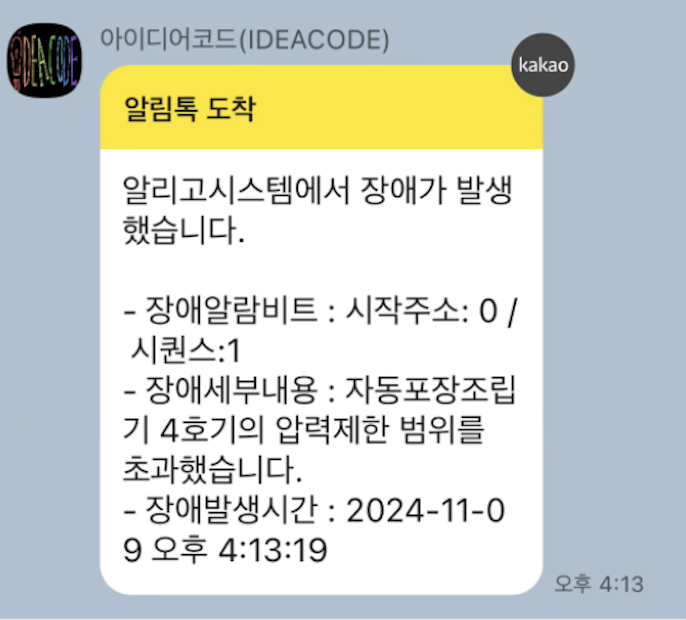 아이디어코드(IDEACODE)
IDEACODE
kakao
알림톡 도착
알리고시스템에서 장애가 발생
했습니다.
- 장애알람비트 : 시작주소: 0 /
시퀀스:1
- 장애세부내용 : 자동포장조립
기 4호기의 압력제한 범위를
초과했습니다.
- 장애발생시간 : 2024-11-0
9 오후 4:13:19
오후 4:13